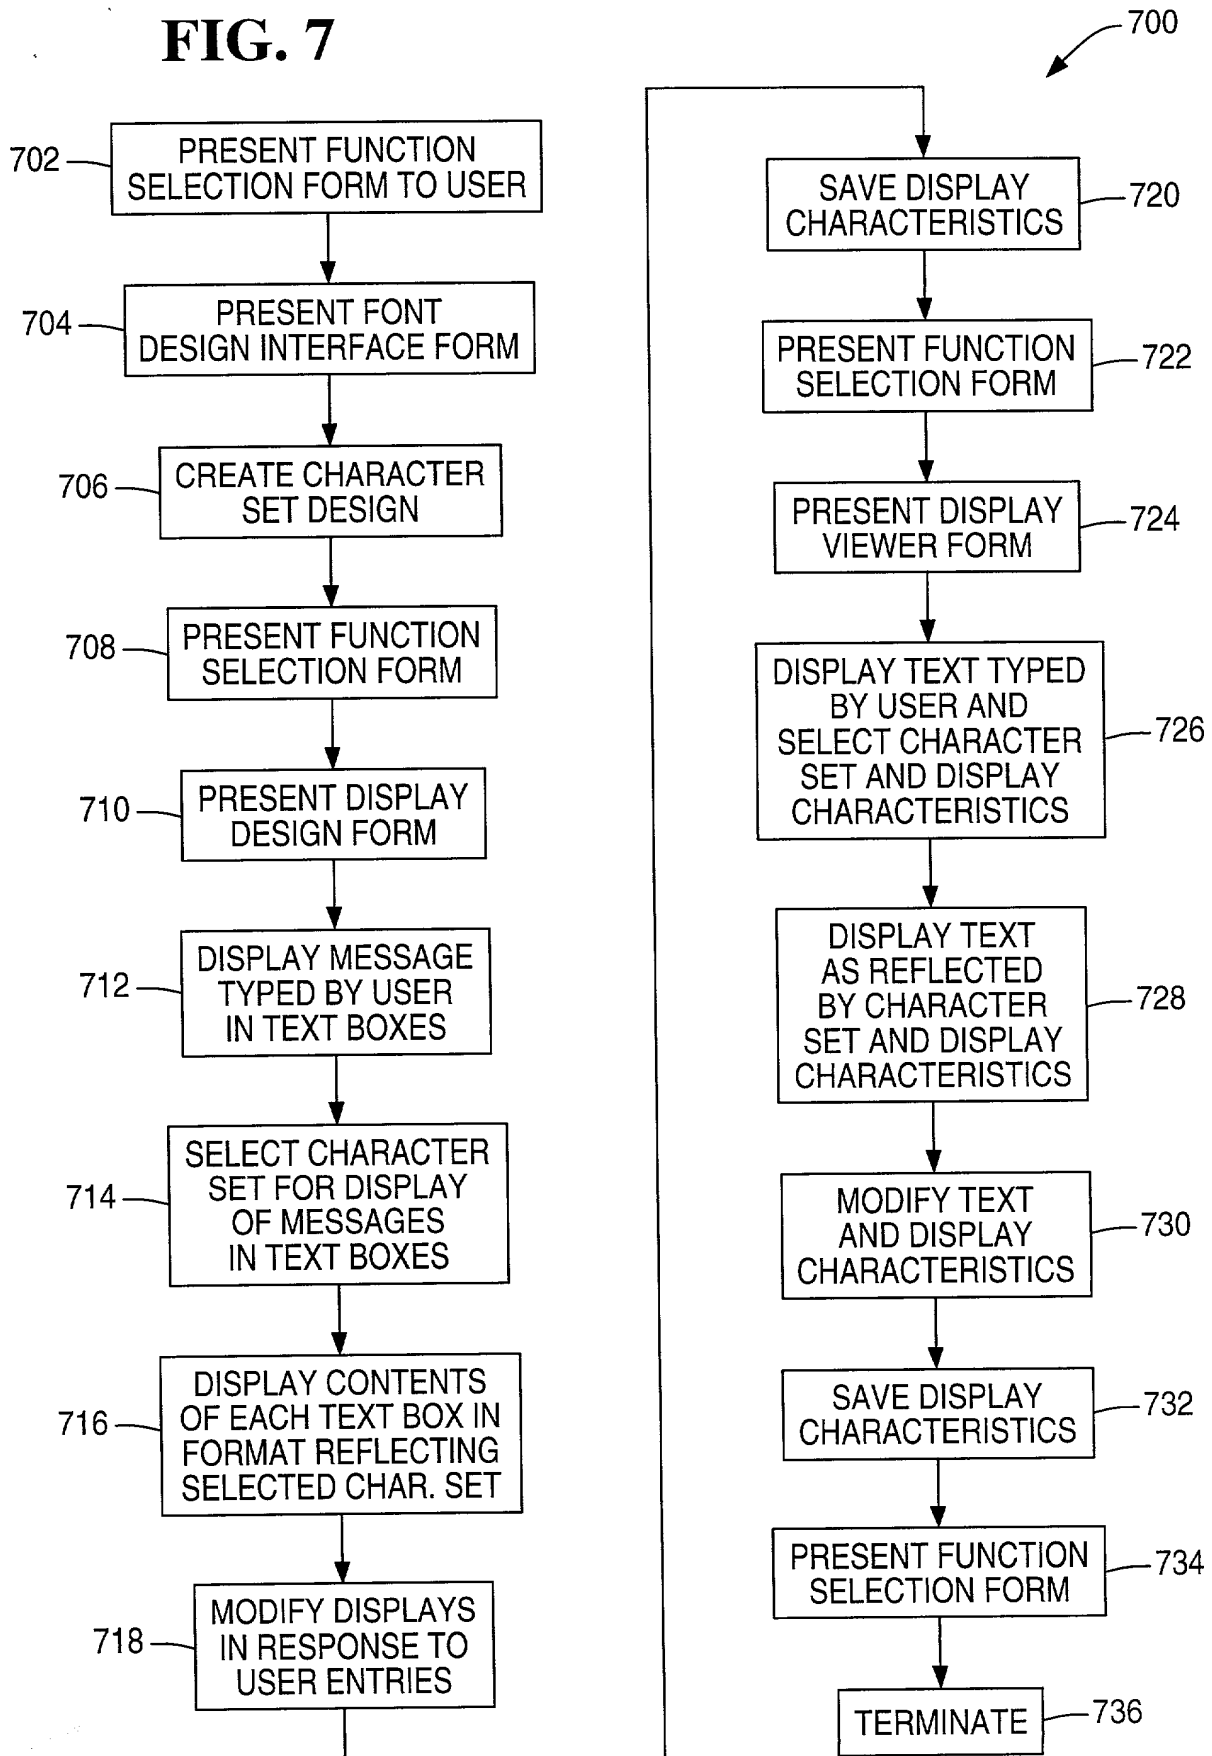 FIG. 7
700
702
PRESENT FUNCTION
SELECTION FORM TO USER
704
PRESENT FONT
DESIGN INTERFACE FORM
706
CREATE CHARACTER
SET DESIGN
708
PRESENT FUNCTION
SELECTION FORM
710
PRESENT DISPLAY
DESIGN FORM
712
DISPLAY MESSAGE
TYPED BY USER
IN TEXT BOXES
714
SELECT CHARACTER
SET FOR DISPLAY
OF MESSAGES
IN TEXT BOXES
716
DISPLAY CONTENTS
OF EACH TEXT BOX IN
FORMAT REFLECTING
SELECTED CHAR. SET
718
MODIFY DISPLAYS
IN RESPONSE TO
USER ENTRIES
SAVE DISPLAY
CHARACTERISTICS
720
PRESENT FUNCTION
SELECTION FORM
722
PRESENT DISPLAY
VIEWER FORM
724
DISPLAY TEXT TYPED
BY USER AND
SELECT CHARACTER
SET AND DISPLAY
CHARACTERISTICS
726
DISPLAY TEXT
AS REFLECTED
BY CHARACTER
SET AND DISPLAY
CHARACTERISTICS
728
MODIFY TEXT
AND DISPLAY
CHARACTERISTICS
730
SAVE DISPLAY
CHARACTERISTICS
732
PRESENT FUNCTION
SELECTION FORM
734
TERMINATE
736